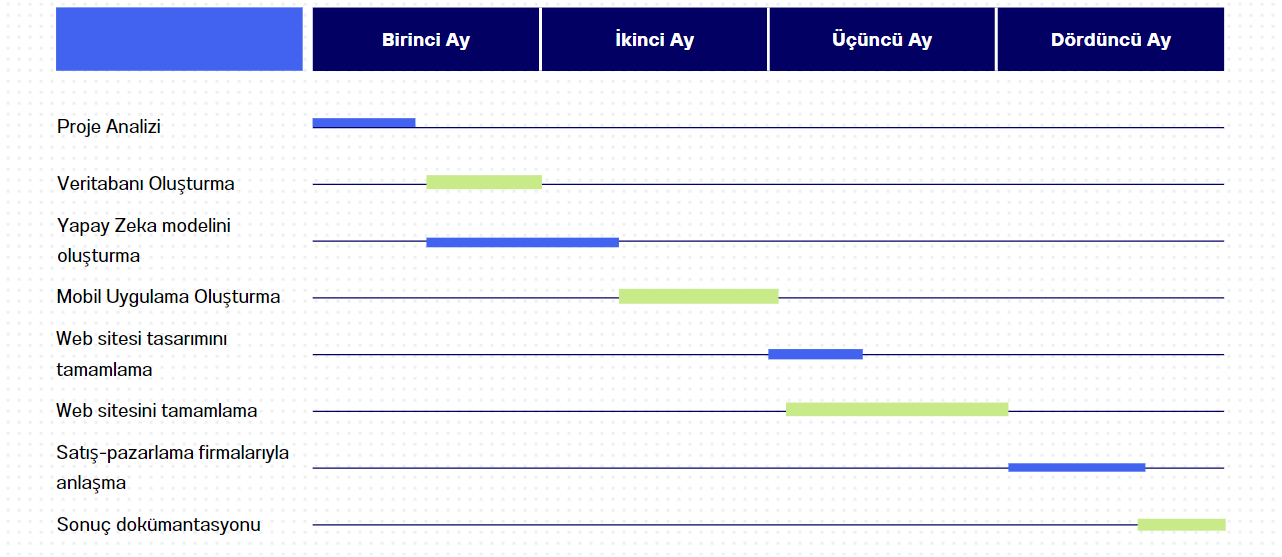 Birinci Ay
İkinci Ay
Üçüncü Ay
Dördüncü Ay
Proje Analizi
Veritabanı Oluşturma
Yapay Zeka modelini
oluşturma
Mobil Uygulama Oluşturma
Web sitesi tasarımını
tamamlama
Web sitesini tamamlama
Satış-pazarlama firmalarıyla
anlaşma
Sonuç dokümantasyonu